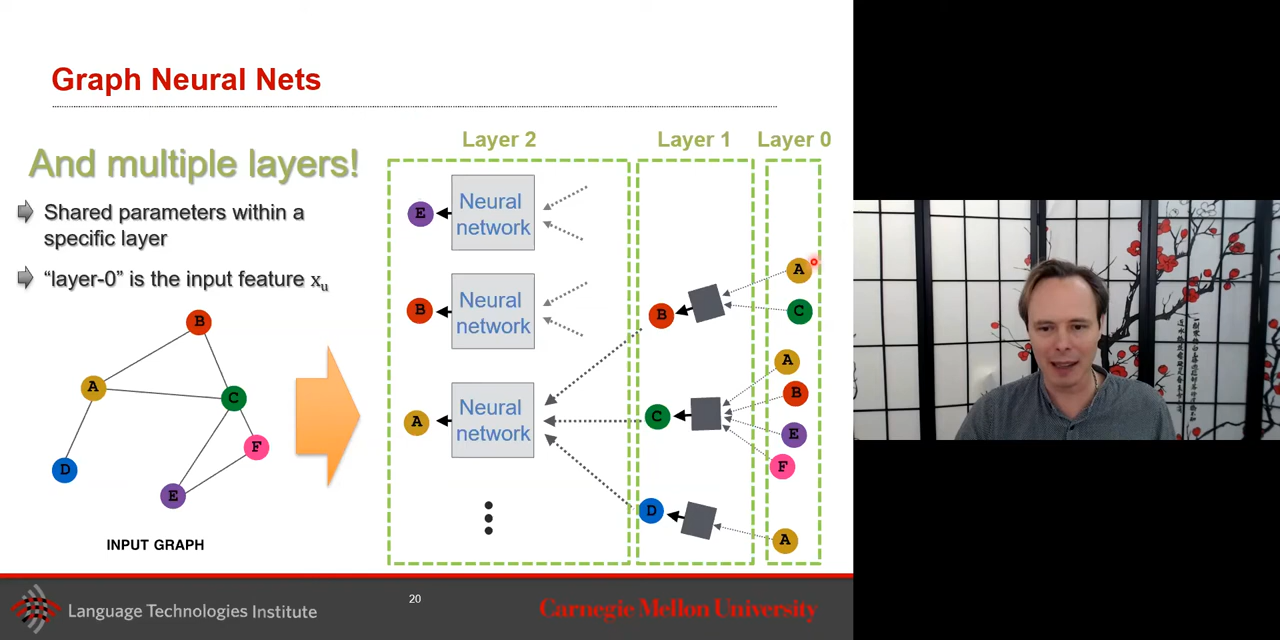 Graph Neural Nets
And multiple layers!
Shared parameters within a
specific layer
“layer-0” is the input feature xᵤ
B
A
C
F
D
E
INPUT GRAPH
Layer 2
Layer 1
Layer 0
E
Neural
network
B
Neural
network
A
Neural
network
B
C
D
A
C
A
B
E
F
A
Language Technologies Institute
20
Carnegie Mellon University